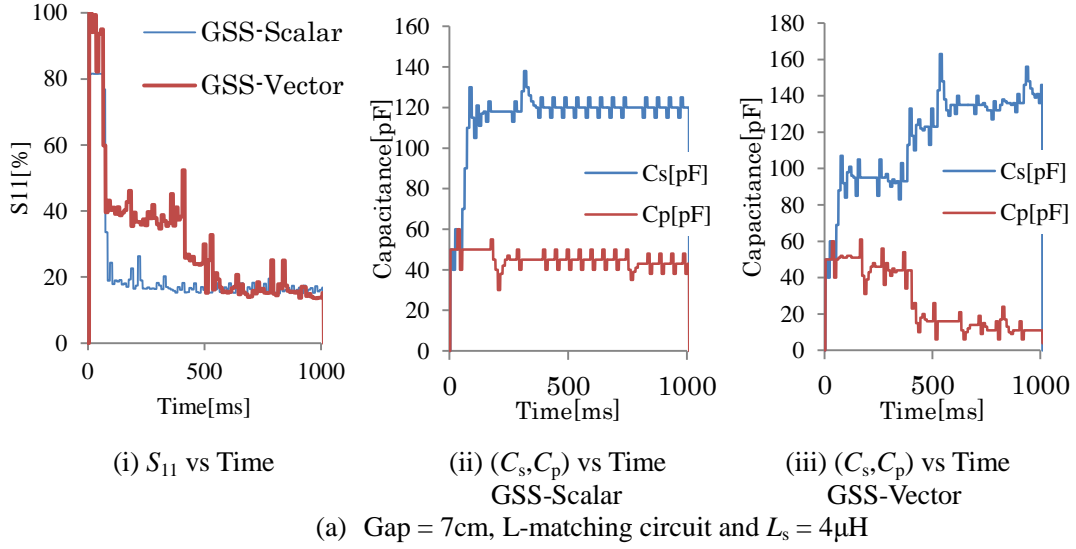 100
80
60
40
20
0
S11[%]
GSS-Scalar
GSS-Vector
0
500
1000
Time[ms]
(i) S11 vs Time
160
140
120
100
80
60
40
20
0
Capacitance[pF]
Cs[pF]
Cp[pF]
0
500
1000
Time[ms]
(ii) (Cs,Cp) vs Time
GSS-Scalar
180
160
140
120
100
80
60
40
20
0
Capacitance[pF]
Cs[pF]
Cp[pF]
0
500
1000
Time[ms]
(iii) (Cs,Cp) vs Time
GSS-Vector
(a) Gap = 7cm, L-matching circuit and Ls = 4μH